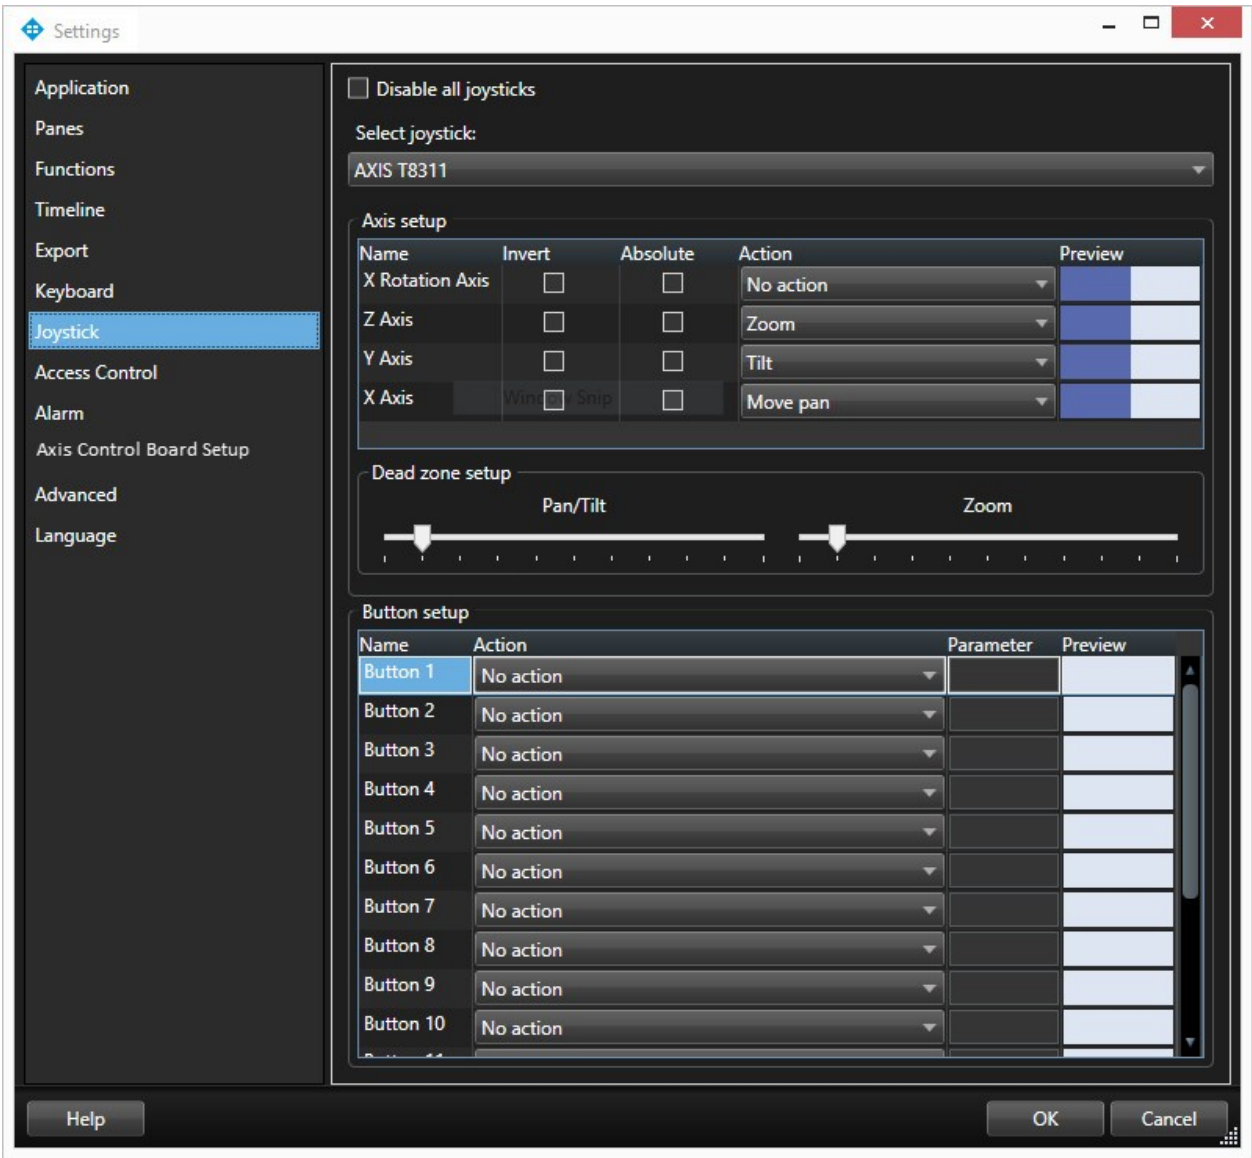 Settings
Application
Panes
Functions
Timeline
Export
Keyboard
Joystick
Access Control
Alarm
Axis Control Board Setup
Advanced
Language
Disable all joysticks
Select joystick:
AXIS T8311
Axis setup
Name Invert Absolute Action Preview
X Rotation Axis No action
Z Axis Zoom
Y Axis Tilt
X Axis Window Snip Move pan
Dead zone setup
Pan/Tilt Zoom
Button setup
Name Action Parameter Preview
Button 1 No action
Button 2 No action
Button 3 No action
Button 4 No action
Button 5 No action
Button 6 No action
Button 7 No action
Button 8 No action
Button 9 No action
Button 10 No action
Help OK Cancel